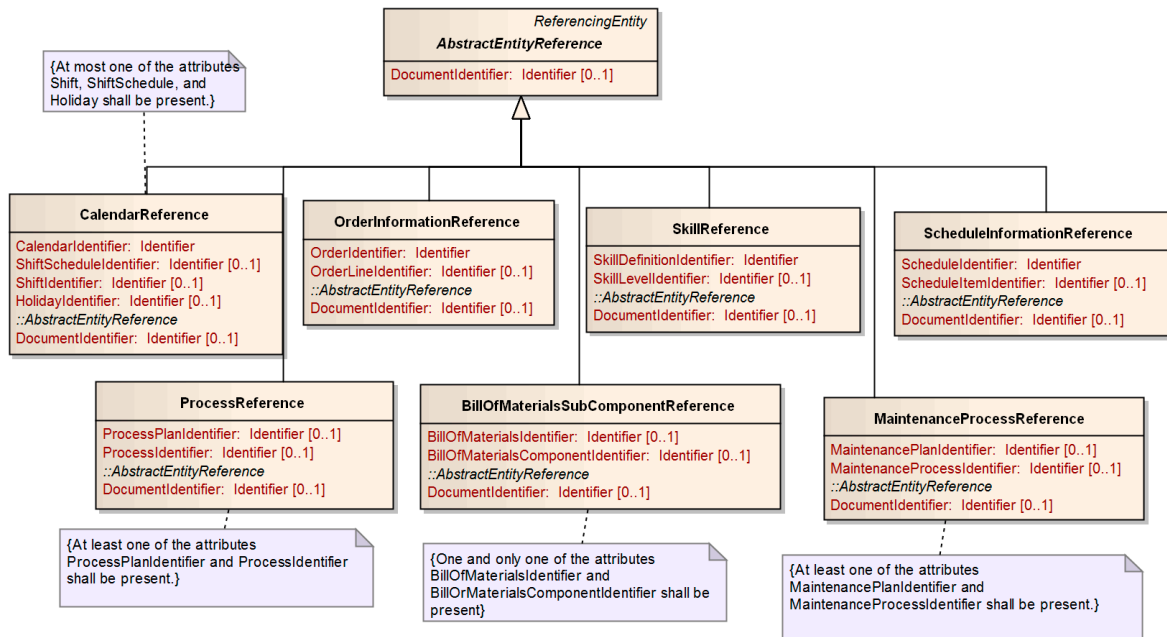 ReferencingEntity
AbstractEntityReference
DocumentIdentifier: Identifier [0..1]
{At most one of the attributes
Shift, ShiftSchedule, and
Holiday shall be present.}
CalendarReference
CalendarIdentifier: Identifier
ShiftScheduleIdentifier: Identifier [0..1]
ShiftIdentifier: Identifier [0..1]
HolidayIdentifier: Identifier [0..1]
::AbstractEntityReference
DocumentIdentifier: Identifier [0..1]
OrderInformationReference
OrderIdentifier: Identifier
OrderLineIdentifier: Identifier [0..1]
::AbstractEntityReference
DocumentIdentifier: Identifier [0..1]
SkillReference
SkillDefinitionIdentifier: Identifier
SkillLevelIdentifier: Identifier [0..1]
::AbstractEntityReference
DocumentIdentifier: Identifier [0..1]
ScheduleInformationReference
ScheduleIdentifier: Identifier
ScheduleItemIdentifier: Identifier [0..1]
::AbstractEntityReference
DocumentIdentifier: Identifier [0..1]
ProcessReference
ProcessPlanIdentifier: Identifier [0..1]
ProcessIdentifier: Identifier [0..1]
::AbstractEntityReference
DocumentIdentifier: Identifier [0..1]
BillOfMaterialsSubComponentReference
BillOfMaterialsIdentifier: Identifier [0..1]
BillOfMaterialsComponentIdentifier: Identifier [0..1]
::AbstractEntityReference
DocumentIdentifier: Identifier [0..1]
MaintenanceProcessReference
MaintenancePlanIdentifier: Identifier [0..1]
MaintenanceProcessIdentifier: Identifier [0..1]
::AbstractEntityReference
DocumentIdentifier: Identifier [0..1]
{At least one of the attributes
ProcessPlanIdentifier and ProcessIdentifier
shall be present.}
{One and only one of the attributes
BillOfMaterialsIdentifier and
BillOrMaterialsComponentIdentifier shall be
present}
{At least one of the attributes
MaintenancePlanIdentifier and
MaintenanceProcessIdentifier shall be present.}